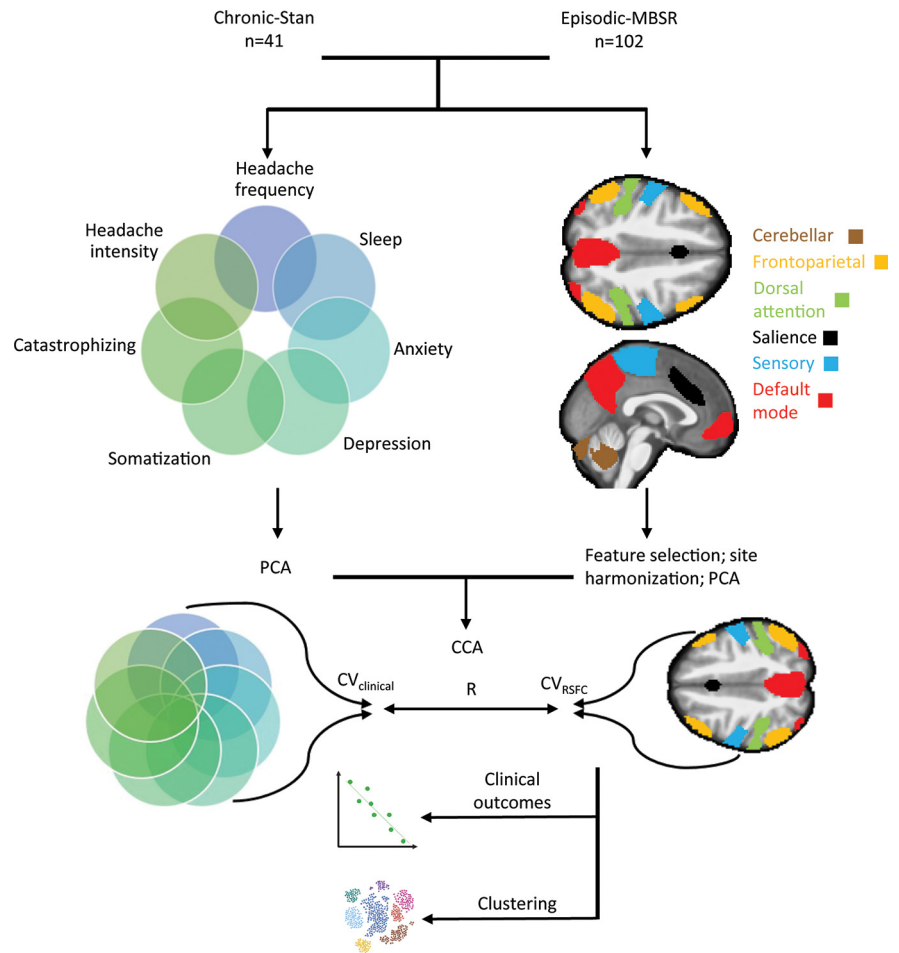 Chronic-Stan
n=41
Episodic-MBSR
n=102
Headache
frequency
Headache
intensity
Sleep
Catastrophizing
Anxiety
Somatization
Depression
Cerebellar
Frontoparietal
Dorsal
attention
Salience
Sensory
Default
mode
PCA
Feature selection; site
harmonization; PCA
CCA
CVclinical
R
CVRSFC
Clinical
outcomes
Clustering